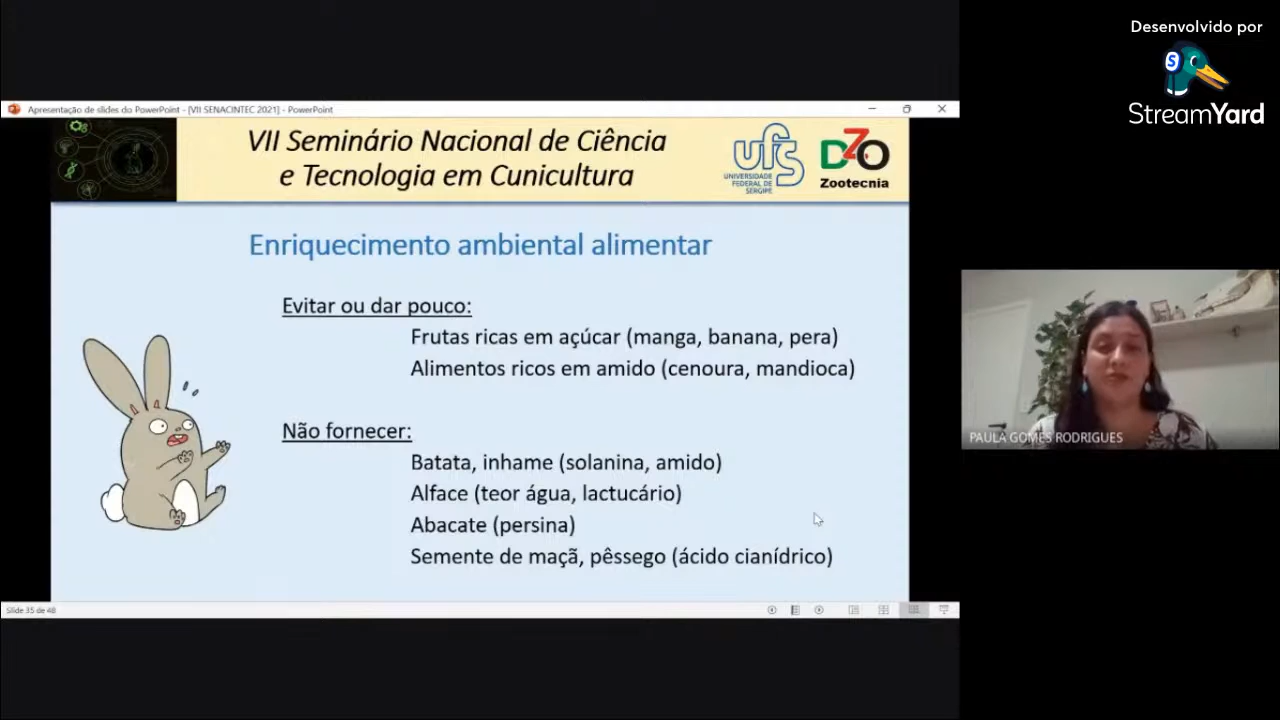 Desenvolvido por
StreamYard
Apresentação de slides do PowerPoint - [VII SENACINTEC 2021] - PowerPoint
VII Seminário Nacional de Ciência
e Tecnologia em Cunicultura
ufs
UNIVERSIDADE
FEDERAL DE
SERGIPE
DZO
Zootecnia
Enriquecimento ambiental alimentar
Evitar ou dar pouco:
Frutas ricas em açúcar (manga, banana, pera)
Alimentos ricos em amido (cenoura, mandioca)
Não fornecer:
Batata, inhame (solanina, amido)
Alface (teor água, lactucário)
Abacate (persina)
Semente de maçã, pêssego (ácido cianídrico)
PAULA GOMES RODRIGUES
Slide 35 de 48